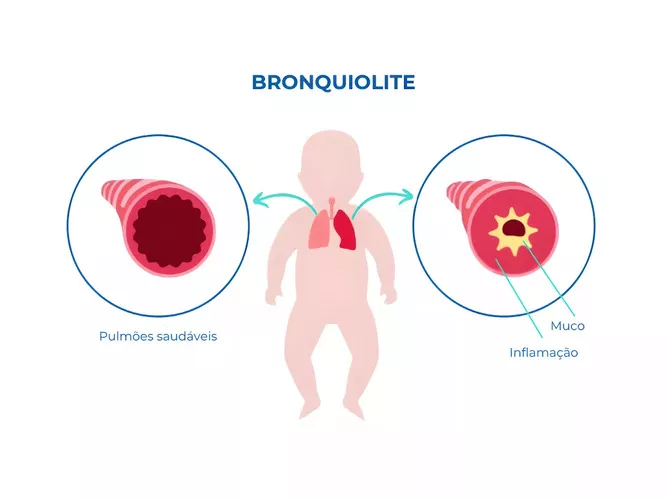 BRONQUIOLITE
Pulmões saudáveis
Muco
Inflamação